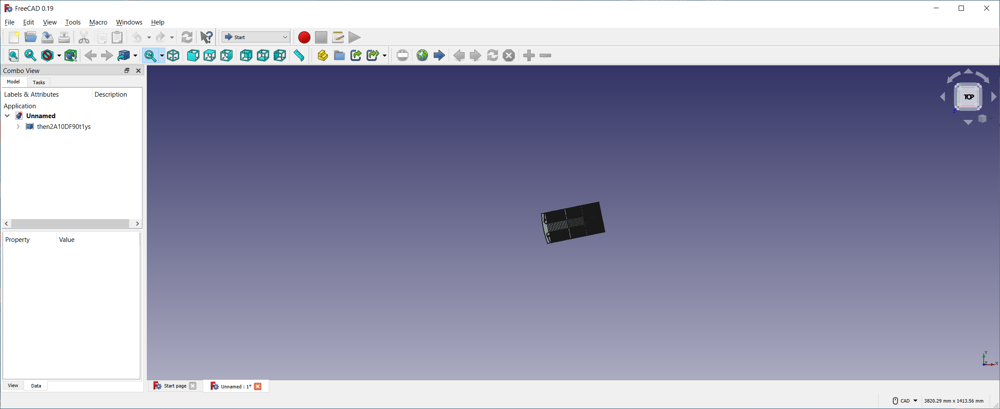 FreeCAD 0.19
File Edit View Tools Macro Windows Help
Start
Combo View
Model Tasks
Labels & Attributes Description
Application
Unnamed
then2A10DF90t1ys
Property Value
View Data
TOP
Z
Y
Z X
Start page Unnamed : 1*
CAD 3820.29 mm x 1413.56 mm